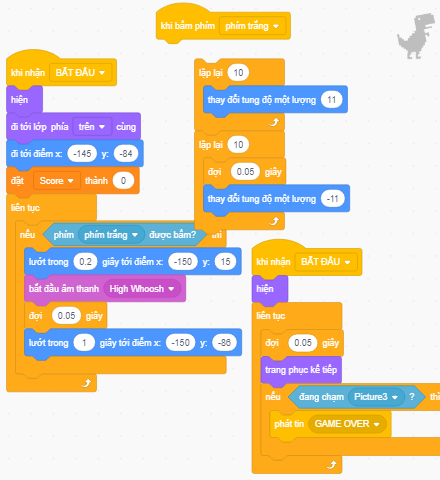 khi bấm phím phím trắng
khi nhận BẮT ĐẦU
hiện
đi tới lớp phía trên cùng
đi tới điểm x: -145 y: -84
đặt Score thành 0
liên tục
nếu phím phím trắng được bấm? thì
lướt trong 0.2 giây tới điểm x: -150 y: 15
bắt đầu âm thanh High Whoosh
đợi 0.05 giây
lướt trong 1 giây tới điểm x: -150 y: -86
lặp lại 10
thay đổi tung độ một lượng 11
lặp lại 10
đợi 0.05 giây
thay đổi tung độ một lượng -11
khi nhận BẮT ĐẦU
hiện
liên tục
đợi 0.05 giây
trang phục kế tiếp
nếu đang chạm Picture3 ? thì
phát tin GAME OVER